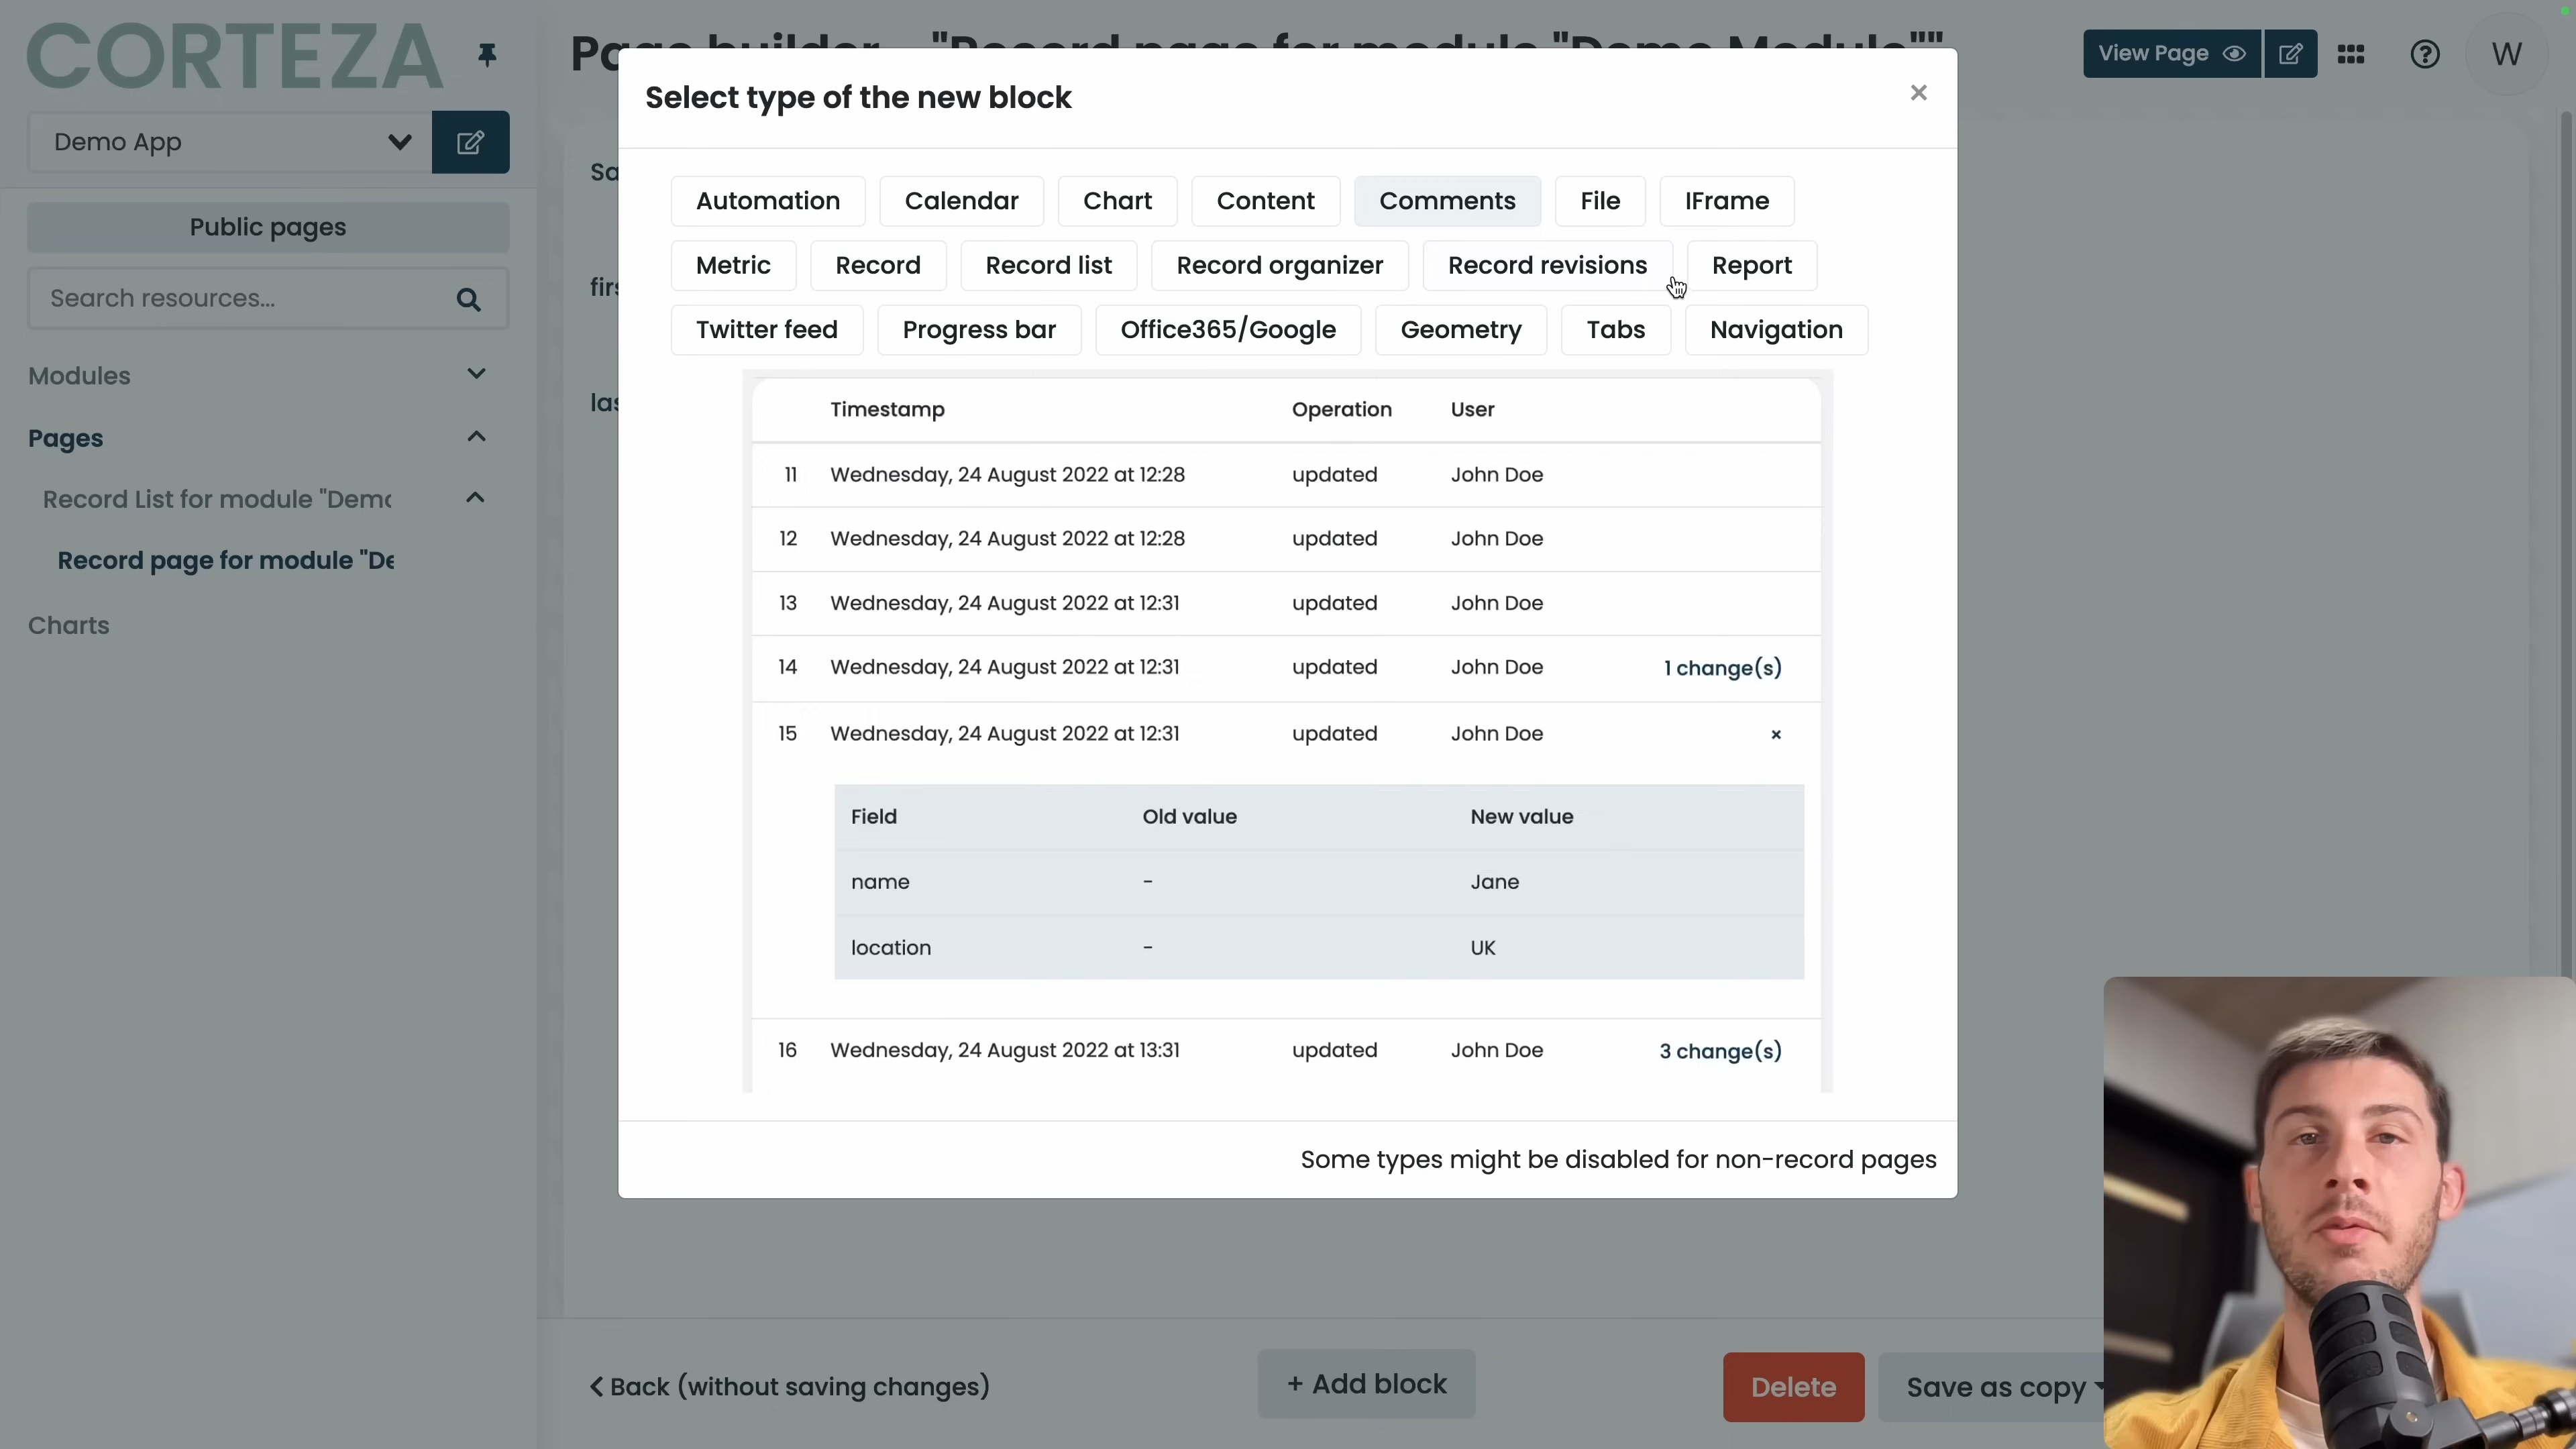 CORTEZA
Page builder - "Record page for module "Demo Module""
View Page
W
Demo App
Public pages
Search resources...
Modules
Pages
Record List for module "Demo
Record page for module "De
Charts
Select type of the new block
×
Automation Calendar Chart Content Comments File IFrame
Metric Record Record list Record organizer Record revisions Report
Twitter feed Progress bar Office365/Google Geometry Tabs Navigation
Timestamp Operation User
11 Wednesday, 24 August 2022 at 12:28 updated John Doe
12 Wednesday, 24 August 2022 at 12:28 updated John Doe
13 Wednesday, 24 August 2022 at 12:31 updated John Doe
14 Wednesday, 24 August 2022 at 12:31 updated John Doe 1 change(s)
15 Wednesday, 24 August 2022 at 12:31 updated John Doe ×
Field Old value New value
name - Jane
location - UK
16 Wednesday, 24 August 2022 at 13:31 updated John Doe 3 change(s)
Some types might be disabled for non-record pages
Back (without saving changes)
+ Add block
Delete
Save as copy